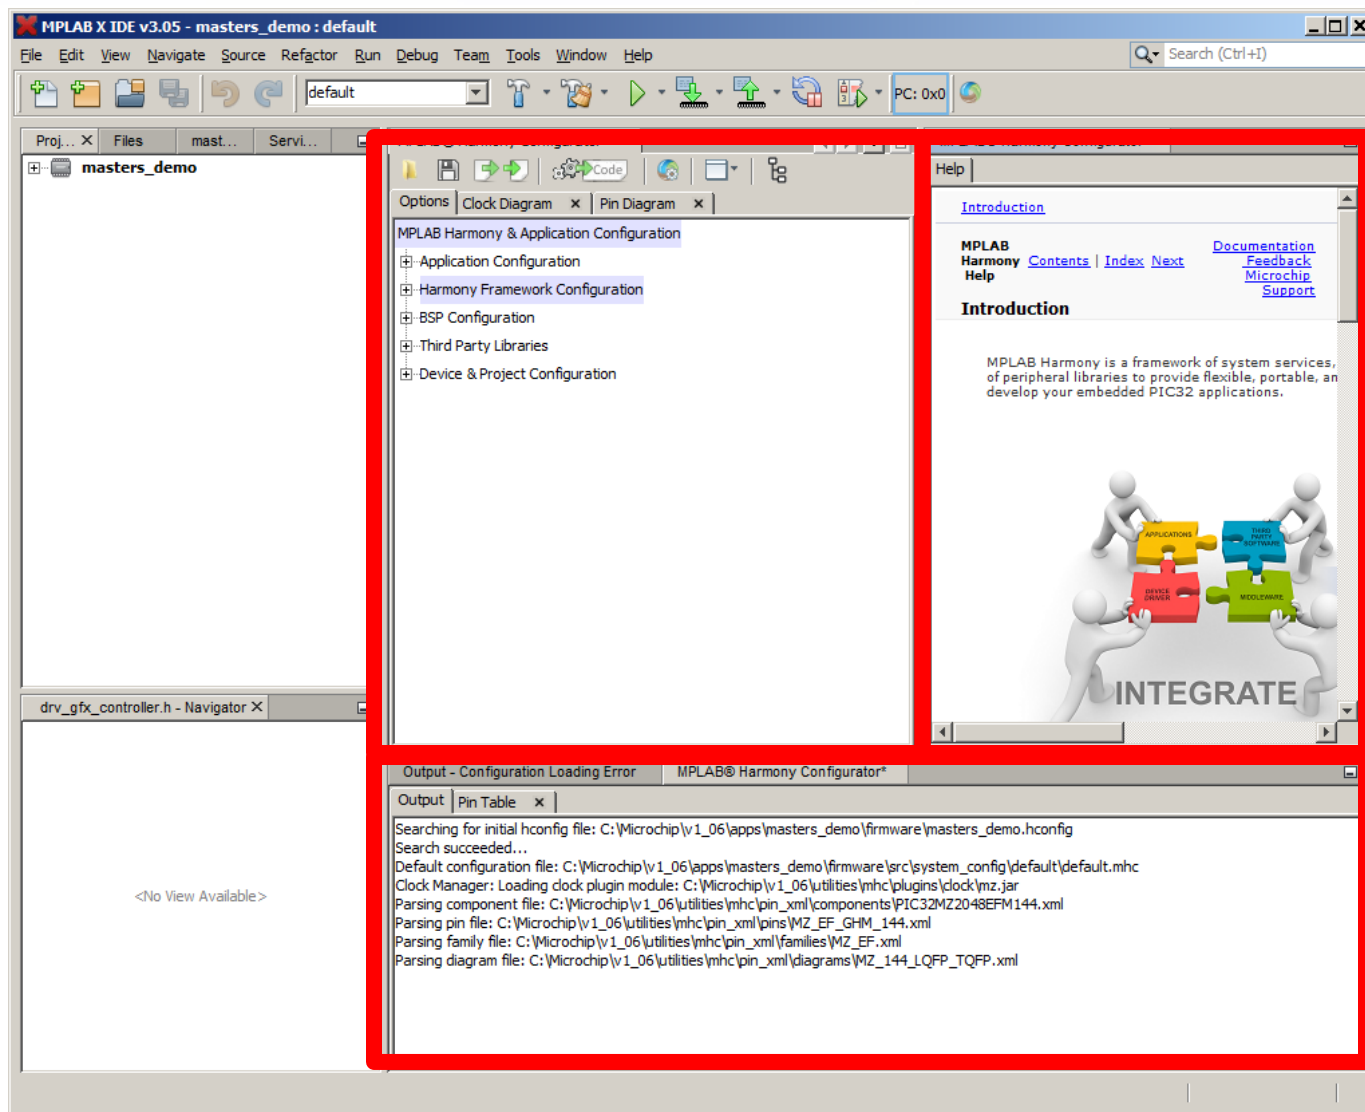 MPLAB X IDE v3.05 - masters_demo : default
File Edit View Navigate Source Refactor Run Debug Team Tools Window Help
Search (Ctrl+I)
default
PC: 0x0
Proj... Files mast... Servi...
masters_demo
drv_gfx_controller.h - Navigator
<No View Available>
Code
Options Clock Diagram Pin Diagram
MPLAB Harmony & Application Configuration
Application Configuration
Harmony Framework Configuration
BSP Configuration
Third Party Libraries
Device & Project Configuration
Help
Introduction
MPLAB Harmony Help
Contents | Index Next
Documentation Feedback
Microchip Support
Introduction
MPLAB Harmony is a framework of system services,
of peripheral libraries to provide flexible, portable, an
develop your embedded PIC32 applications.
APPLICATIONS
THIRD PARTY SOFTWARE
DEVICE DRIVER
MIDDLEWARE
INTEGRATE
Output - Configuration Loading Error MPLAB® Harmony Configurator*
Output Pin Table
Searching for initial hconfig file: C:\Microchip\v1_06\apps\masters_demo\firmware\masters_demo.hconfig
Search succeeded...
Default configuration file: C:\Microchip\v1_06\apps\masters_demo\firmware\src\system_config\default\default.mhc
Clock Manager: Loading clock plugin module: C:\Microchip\v1_06\utilities\mhc\plugins\clock\mz.jar
Parsing component file: C:\Microchip\v1_06\utilities\mhc\pin_xml\components\PIC32MZ2048EFM144.xml
Parsing pin file: C:\Microchip\v1_06\utilities\mhc\pin_xml\pins\MZ_EF_GHM_144.xml
Parsing family file: C:\Microchip\v1_06\utilities\mhc\pin_xml\families\MZ_EF.xml
Parsing diagram file: C:\Microchip\v1_06\utilities\mhc\pin_xml\diagrams\MZ_144_LQFP_TQFP.xml